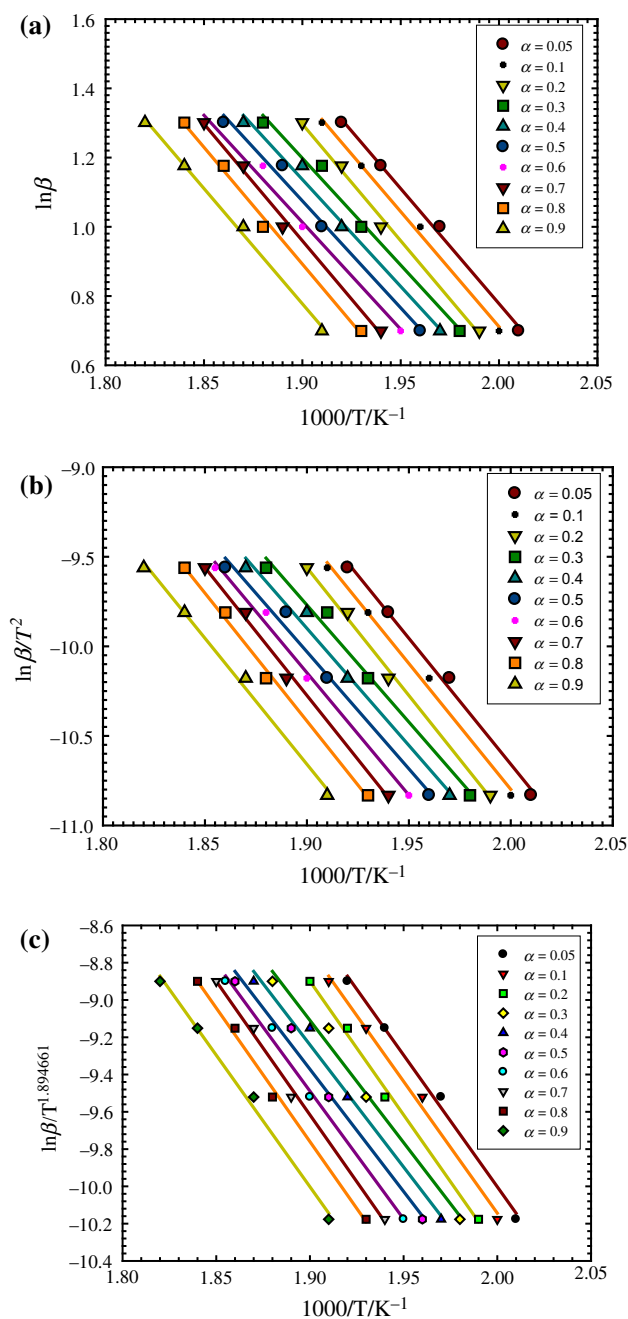 (a)
1.6
1.4
1.2
1.0
0.8
0.6
lnβ
1.80 1.85 1.90 1.95 2.00 2.05
1000/T/K⁻¹
α = 0.05
α = 0.1
α = 0.2
α = 0.3
α = 0.4
α = 0.5
α = 0.6
α = 0.7
α = 0.8
α = 0.9
(b)
−9.0
−9.5
−10.0
−10.5
−11.0
lnβ/T²
1.80 1.85 1.90 1.95 2.00 2.05
1000/T/K⁻¹
α = 0.05
α = 0.1
α = 0.2
α = 0.3
α = 0.4
α = 0.5
α = 0.6
α = 0.7
α = 0.8
α = 0.9
(c)
−8.6
−8.8
−9.0
−9.2
−9.4
−9.6
−9.8
−10.0
−10.2
−10.4
lnβ/T¹·⁸⁹⁴⁶⁶¹
1.80 1.85 1.90 1.95 2.00 2.05
1000/T/K⁻¹
α = 0.05
α = 0.1
α = 0.2
α = 0.3
α = 0.4
α = 0.5
α = 0.6
α = 0.7
α = 0.8
α = 0.9